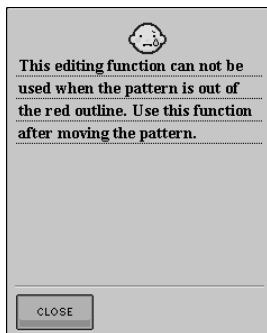 This editing function can not be
used when the pattern is out of
the red outline. Use this function
after moving the pattern.
CLOSE